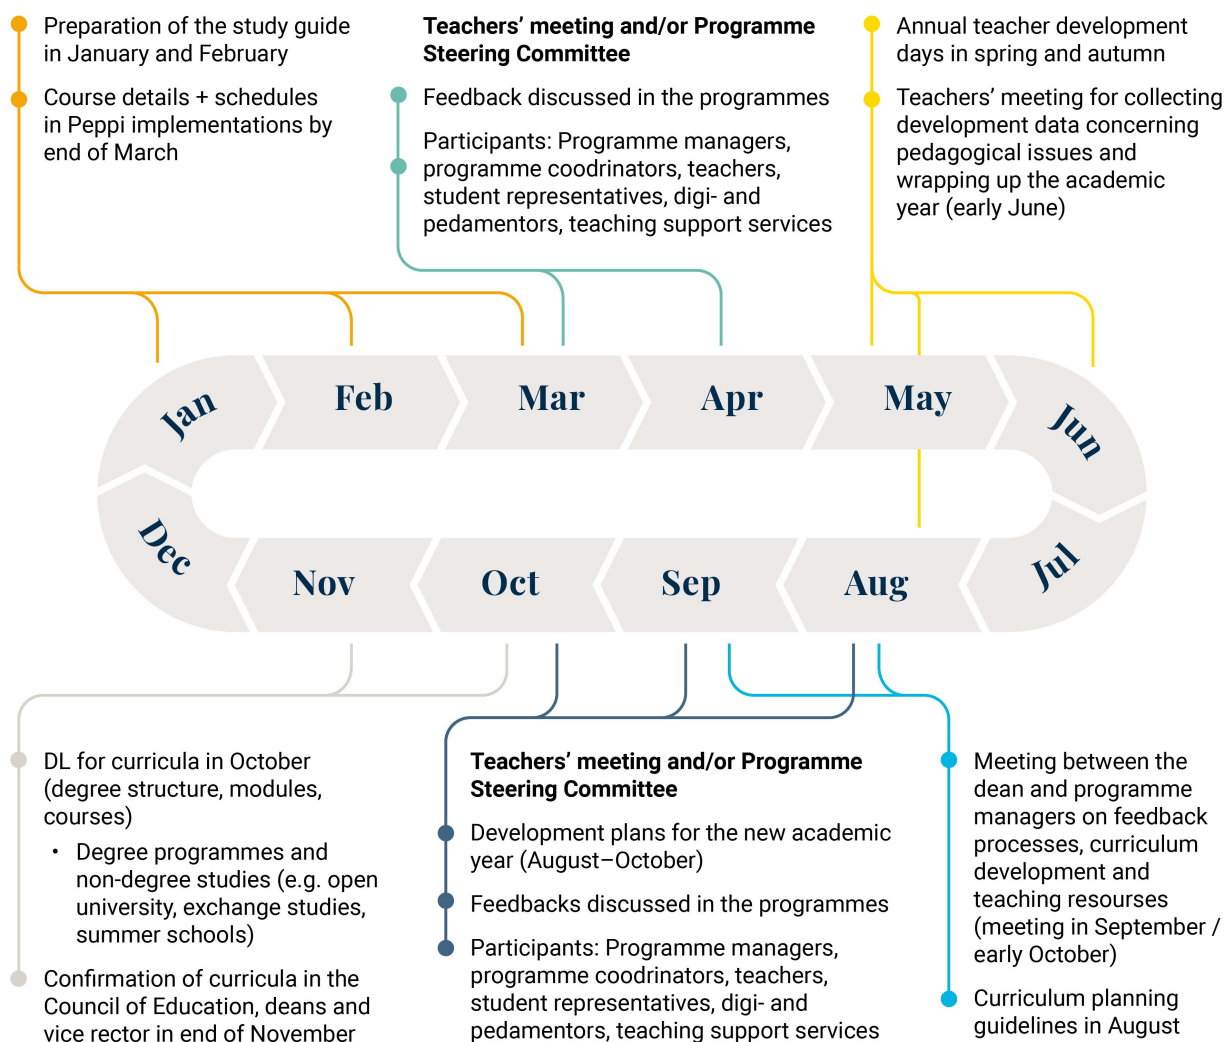 Preparation of the study guide
in January and February
Course details + schedules
in Peppi implementations by
end of March
Teachers’ meeting and/or Programme
Steering Committee
Feedback discussed in the programmes
Participants: Programme managers,
programme coodrinators, teachers,
student representatives, digi- and
pedamentors, teaching support services
Annual teacher development
days in spring and autumn
Teachers’ meeting for collecting
development data concerning
pedagogical issues and
wrapping up the academic
year (early June)
Jan
Feb
Mar
Apr
May
Jun
Jul
Aug
Sep
Oct
Nov
Dec
DL for curricula in October
(degree structure, modules,
courses)
• Degree programmes and
non-degree studies (e.g. open
university, exchange studies,
summer schools)
Confirmation of curricula in the
Council of Education, deans and
vice rector in end of November
Teachers’ meeting and/or Programme
Steering Committee
Development plans for the new academic
year (August–October)
Feedbacks discussed in the programmes
Participants: Programme managers,
programme coodrinators, teachers,
student representatives, digi- and
pedamentors, teaching support services
Meeting between the
dean and programme
managers on feedback
processes, curriculum
development and
teaching resourses
(meeting in September /
early October)
Curriculum planning
guidelines in August